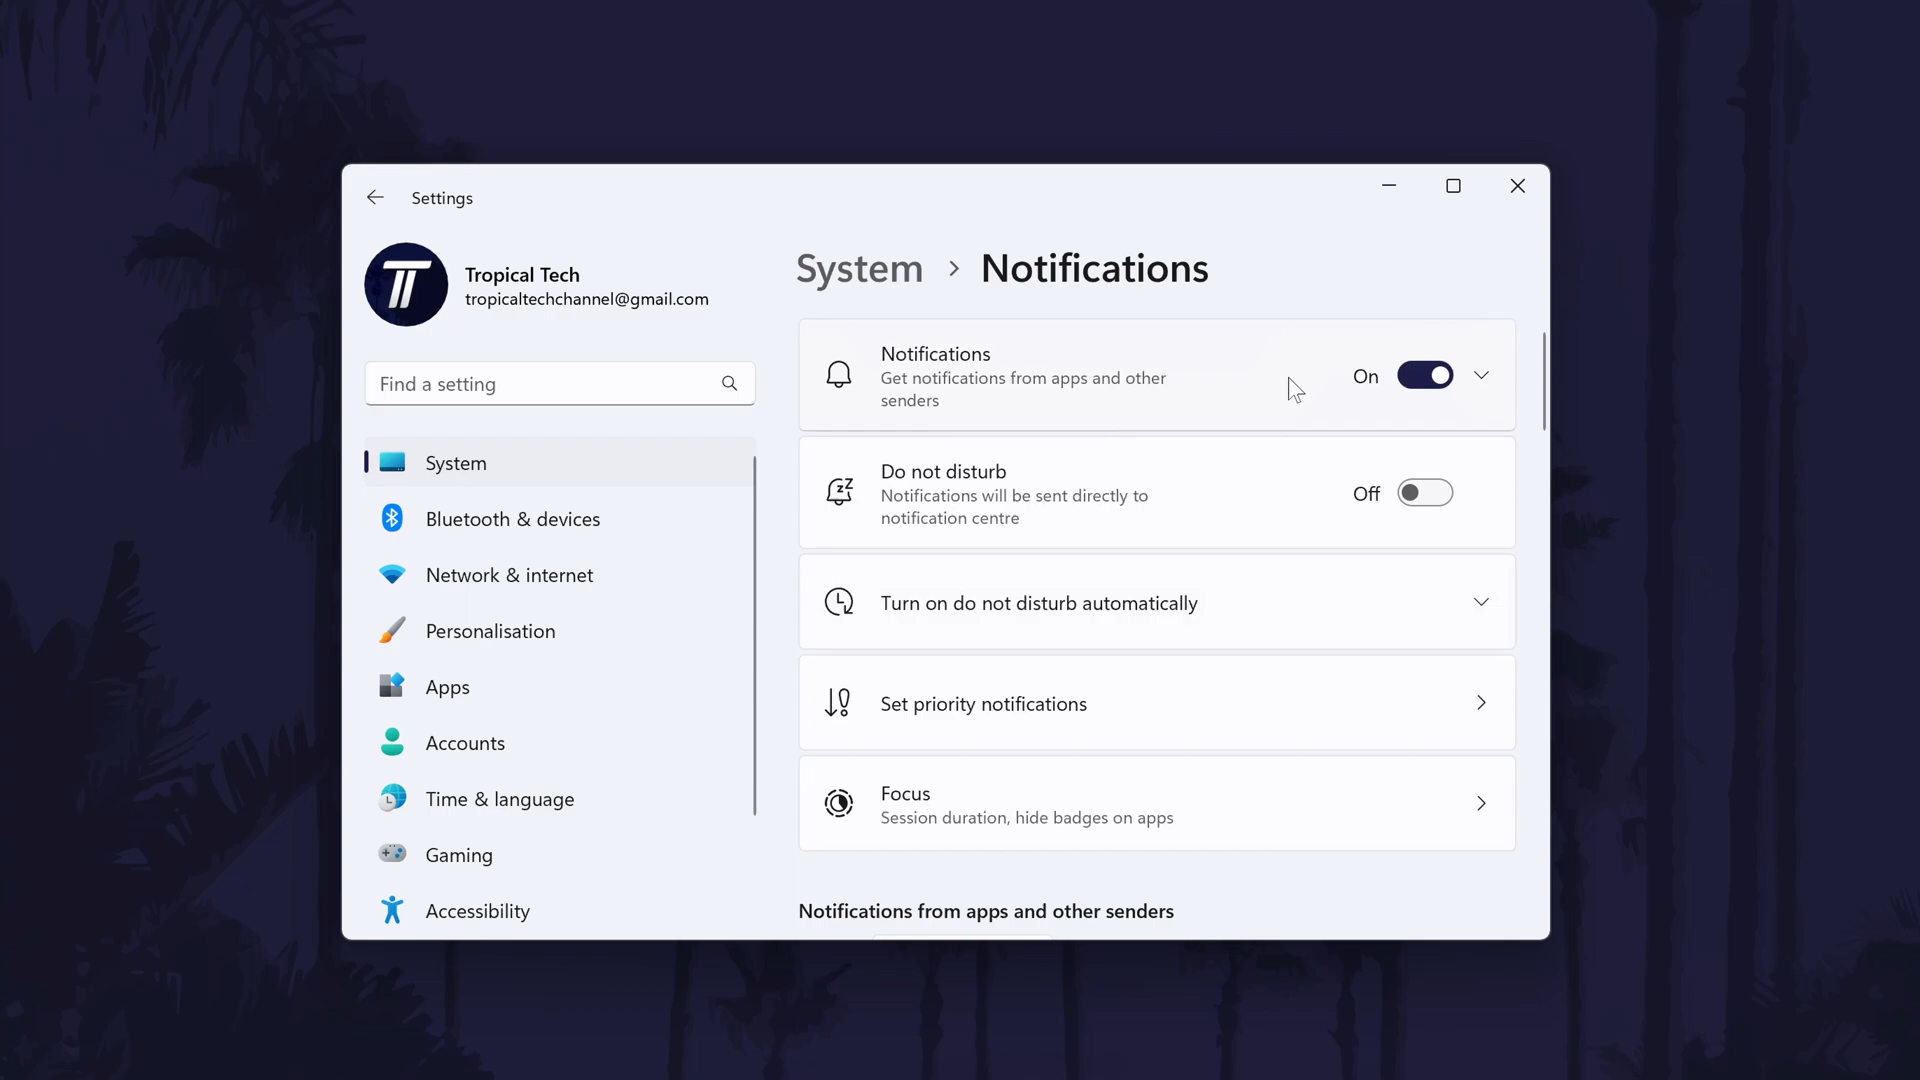 Settings
Tropical Tech
tropicaltechchannel@gmail.com
Find a setting
System
Bluetooth & devices
Network & internet
Personalisation
Apps
Accounts
Time & language
Gaming
Accessibility
System > Notifications
Notifications
Get notifications from apps and other
senders
On
Do not disturb
Notifications will be sent directly to
notification centre
Off
Turn on do not disturb automatically
Set priority notifications
Focus
Session duration, hide badges on apps
Notifications from apps and other senders